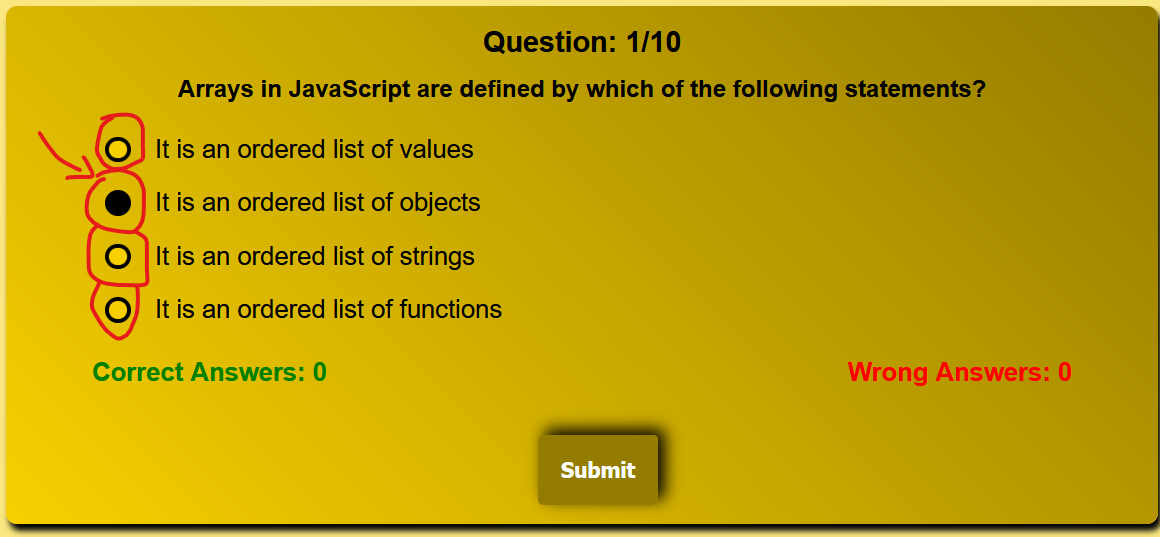 Question: 1/10
Arrays in JavaScript are defined by which of the following statements?
It is an ordered list of values
It is an ordered list of objects
It is an ordered list of strings
It is an ordered list of functions
Correct Answers: 0
Wrong Answers: 0
Submit